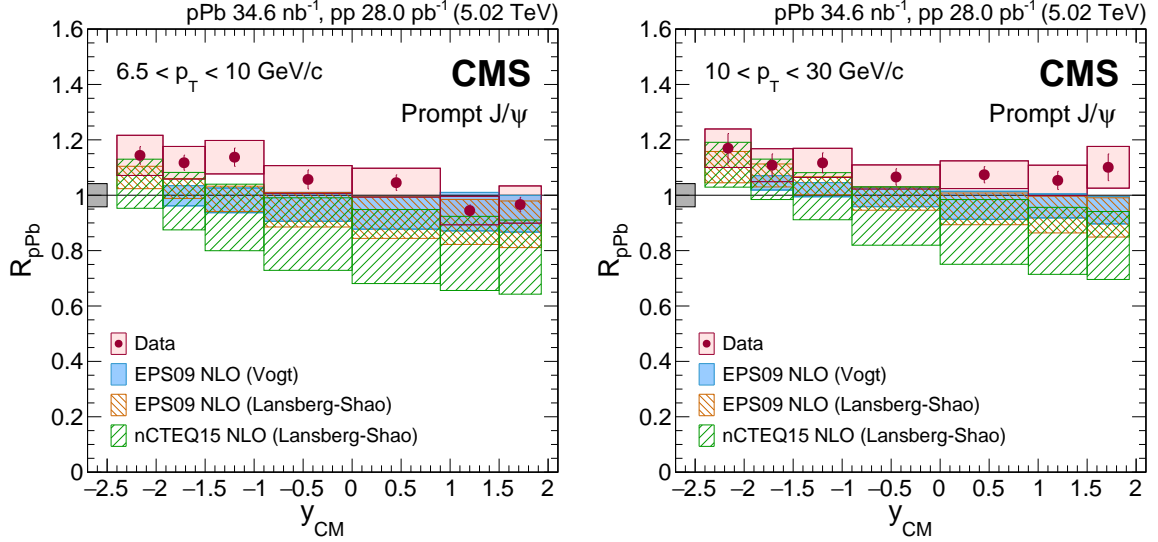 pPb 34.6 nb⁻¹, pp 28.0 pb⁻¹ (5.02 TeV)
6.5 < p_T < 10 GeV/c
CMS
Prompt J/ψ
R_pPb
1.6
1.4
1.2
1
0.8
0.6
0.4
0.2
0
Data
EPS09 NLO (Vogt)
EPS09 NLO (Lansberg-Shao)
nCTEQ15 NLO (Lansberg-Shao)
−2.5 −2 −1.5 −1 −0.5 0 0.5 1 1.5 2
y_CM
pPb 34.6 nb⁻¹, pp 28.0 pb⁻¹ (5.02 TeV)
10 < p_T < 30 GeV/c
CMS
Prompt J/ψ
R_pPb
1.6
1.4
1.2
1
0.8
0.6
0.4
0.2
0
Data
EPS09 NLO (Vogt)
EPS09 NLO (Lansberg-Shao)
nCTEQ15 NLO (Lansberg-Shao)
−2.5 −2 −1.5 −1 −0.5 0 0.5 1 1.5 2
y_CM